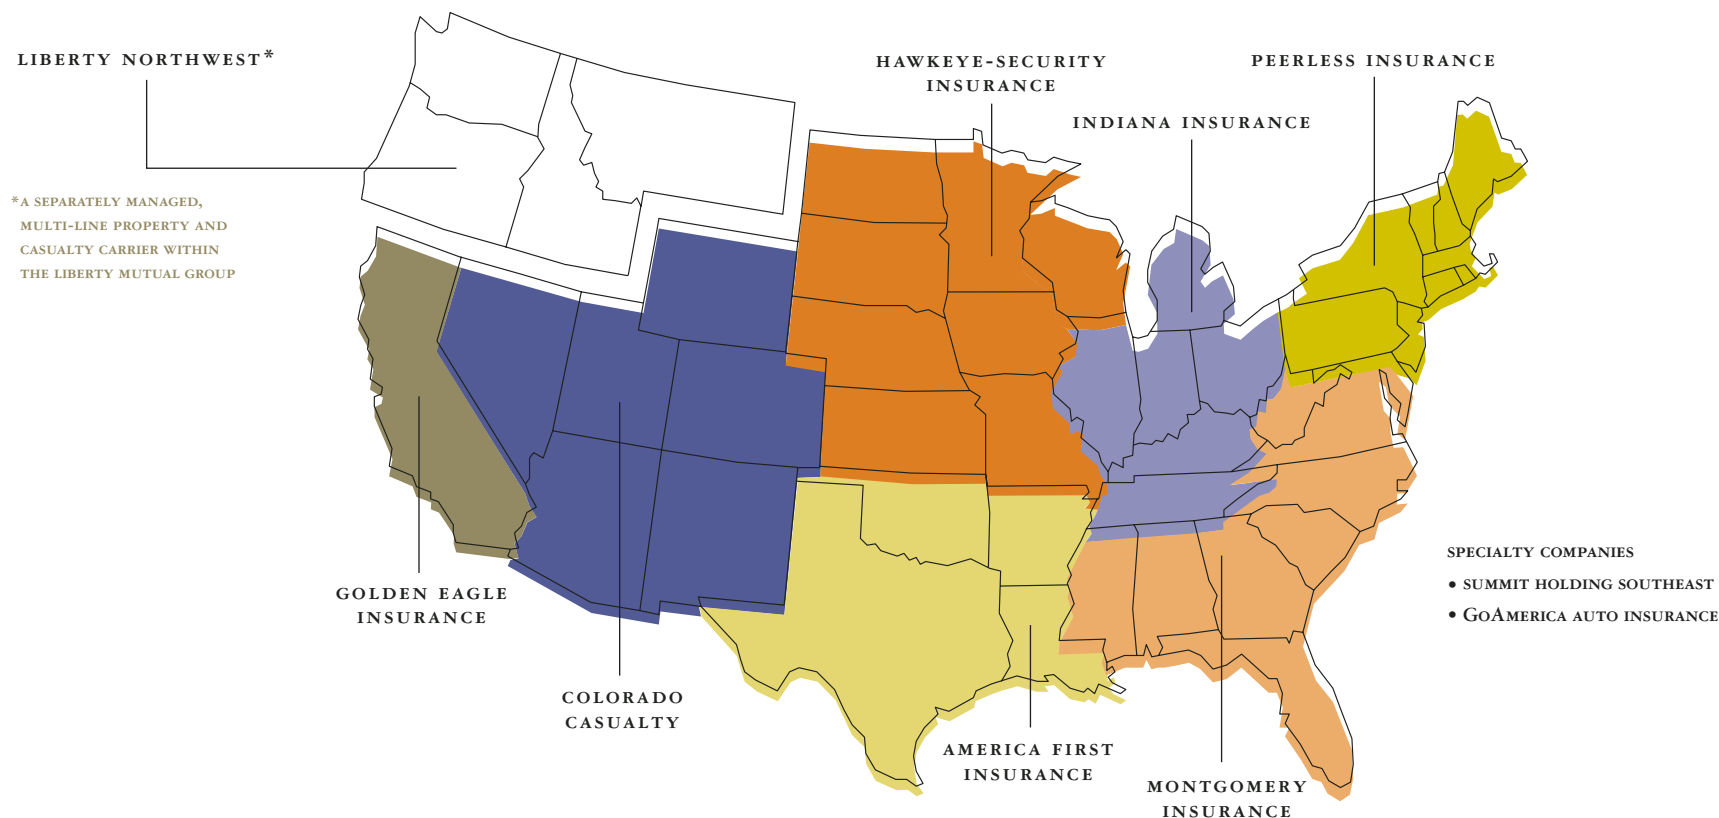 LIBERTY NORTHWEST*
*A SEPARATELY MANAGED,
MULTI-LINE PROPERTY AND
CASUALTY CARRIER WITHIN
THE LIBERTY MUTUAL GROUP
HAWKEYE-SECURITY
INSURANCE
INDIANA INSURANCE
PEERLESS INSURANCE
GOLDEN EAGLE
INSURANCE
COLORADO
CASUALTY
AMERICA FIRST
INSURANCE
MONTGOMERY
INSURANCE
SPECIALTY COMPANIES
• SUMMIT HOLDING SOUTHEAST
• GOAMERICA AUTO INSURANCE